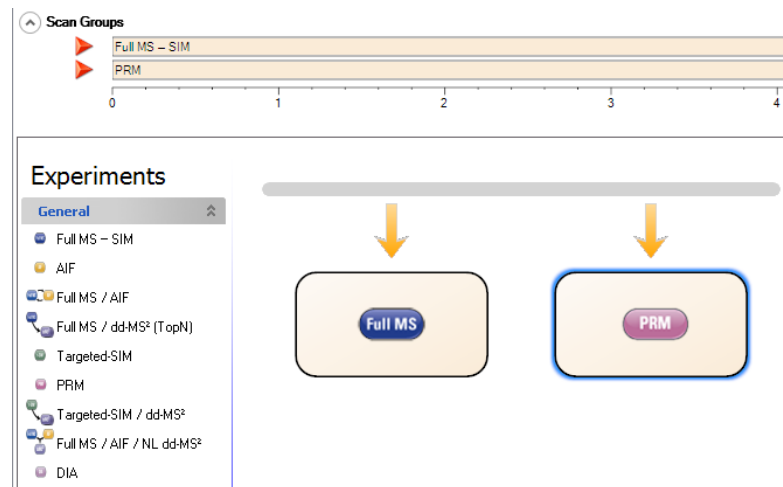 Scan Groups
Full MS – SIM
PRM
0 1 2 3 4
Experiments
General
Full MS – SIM
AIF
Full MS / AIF
Full MS / dd-MS² (TopN)
Targeted-SIM
PRM
Targeted-SIM / dd-MS²
Full MS / AIF / NL dd-MS²
DIA
Full MS
PRM